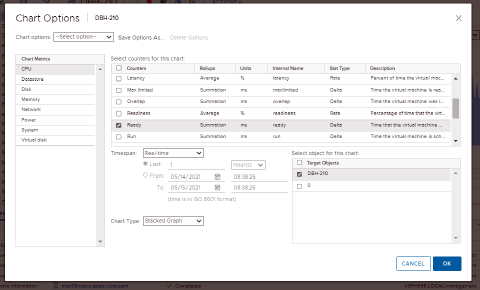 Chart Options | DBH-210
Chart options: --Select option-- Save Options As... Delete Options
Chart Metrics
CPU
Datastore
Disk
Memory
Network
Power
System
Virtual disk
Select counters for this chart:
Counters Rollups Units Internal Name Stat Type Description
Latency Average % latency Rate Percent of time the virtual mac...
Max limited Summation ms maxlimited Delta Time the virtual machine is rea...
Overlap Summation ms overlap Delta Time the virtual machine was i...
Readiness Average % readiness Rate Percentage of time that the virt...
Ready Summation ms ready Delta Time that the virtual machine ...
Run Summation ms run Delta Time the virtual machine is sch...
Timespan: Real-time
Last: 1 Hour(s)
From: 05/14/2021 08:38:26
To: 05/15/2021 08:38:26
(time is in ISO 8601 format)
Chart Type: Stacked Graph
Select object for this chart:
Target Objects
DBH-210
0
CANCEL OK
Completed